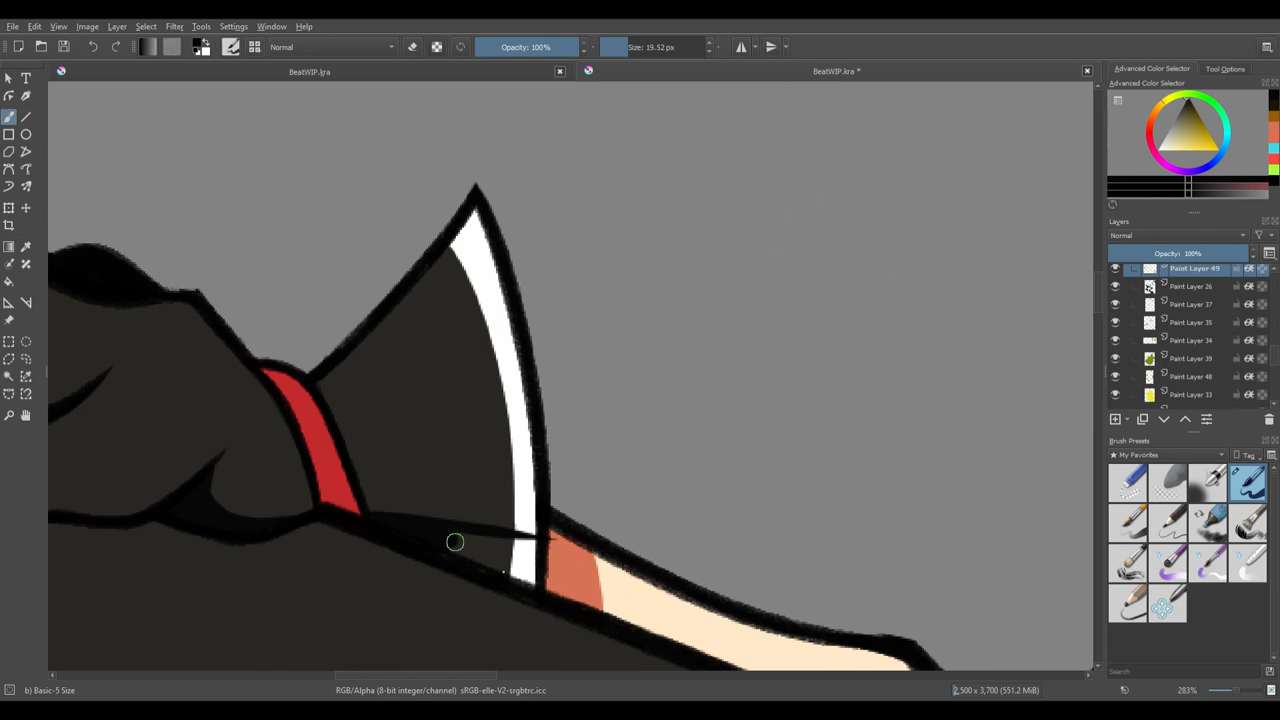 File Edit View Image Layer Select Filter Tools Settings Window Help
Normal Opacity: 100% Size: 19.52 px
BeatWIP.kra BeatWIP.kra *
Advanced Color Selector Tool Options
Advanced Color Selector
Layers
Normal
Opacity: 100%
Paint Layer 49
Paint Layer 26
Paint Layer 37
Paint Layer 35
Paint Layer 34
Paint Layer 39
Paint Layer 48
Paint Layer 33
Brush Presets
★ My Favorites Tag
Search
b) Basic-5 Size RGB/Alpha (8-bit integer/channel) sRGB-elle-V2-srgbtrc.icc 2,500 x 3,700 (551.2 MiB) 283%